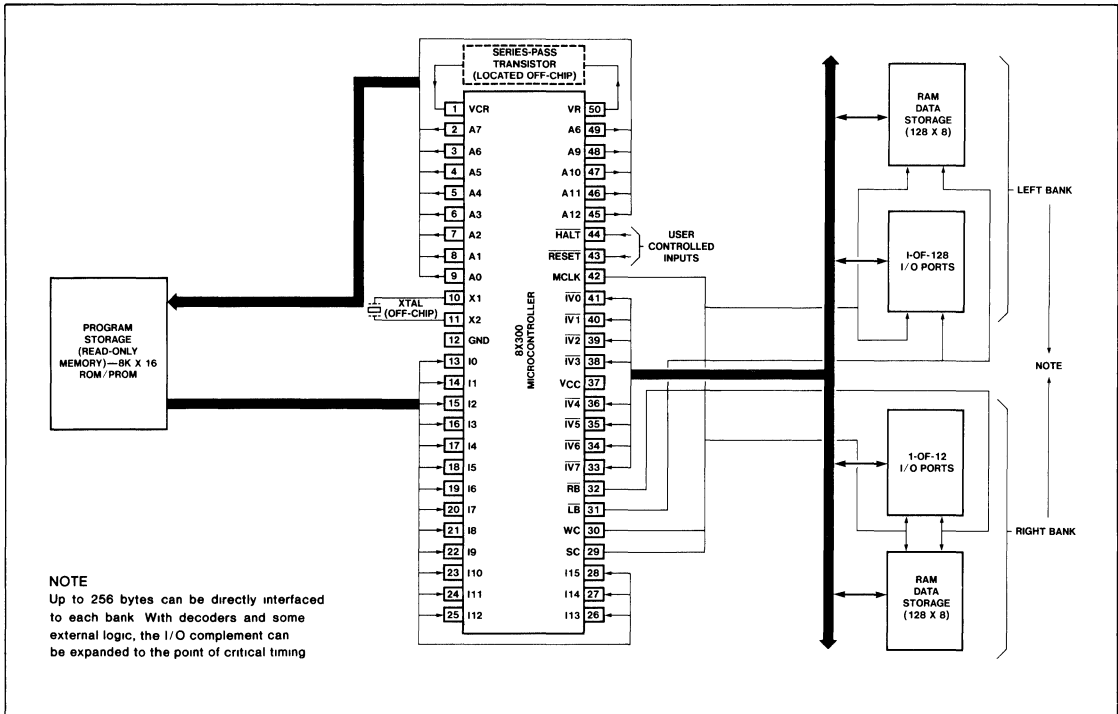 SERIES-PASS
TRANSISTOR
(LOCATED OFF-CHIP)
1 VCR
2 A7
3 A6
4 A5
5 A4
6 A3
7 A2
8 A1
9 A0
10 X1
11 X2
12 GND
13 I0
14 I1
15 I2
16 I3
17 I4
18 I5
19 I6
20 I7
21 I8
22 I9
23 I10
24 I11
25 I12
8X300
MICROCONTROLLER
VR 50
A6 49
A9 48
A10 47
A11 46
A12 45
HALT 44
RESET 43
MCLK 42
IV0 41
IV1 40
IV2 39
IV3 38
VCC 37
IV4 36
IV5 35
IV6 34
IV7 33
RB 32
LB 31
WC 30
SC 29
I15 28
I14 27
I13 26
USER
CONTROLLED
INPUTS
XTAL
(OFF-CHIP)
PROGRAM
STORAGE
(READ-ONLY
MEMORY)—8K X 16
ROM/PROM
RAM
DATA
STORAGE
(128 X 8)
LEFT BANK
I-OF-128
I/O PORTS
NOTE
1-OF-12
I/O PORTS
RIGHT BANK
RAM
DATA
STORAGE
(128 X 8)
NOTE
Up to 256 bytes can be directly interfaced
to each bank With decoders and some
external logic, the I/O complement can
be expanded to the point of critical timing